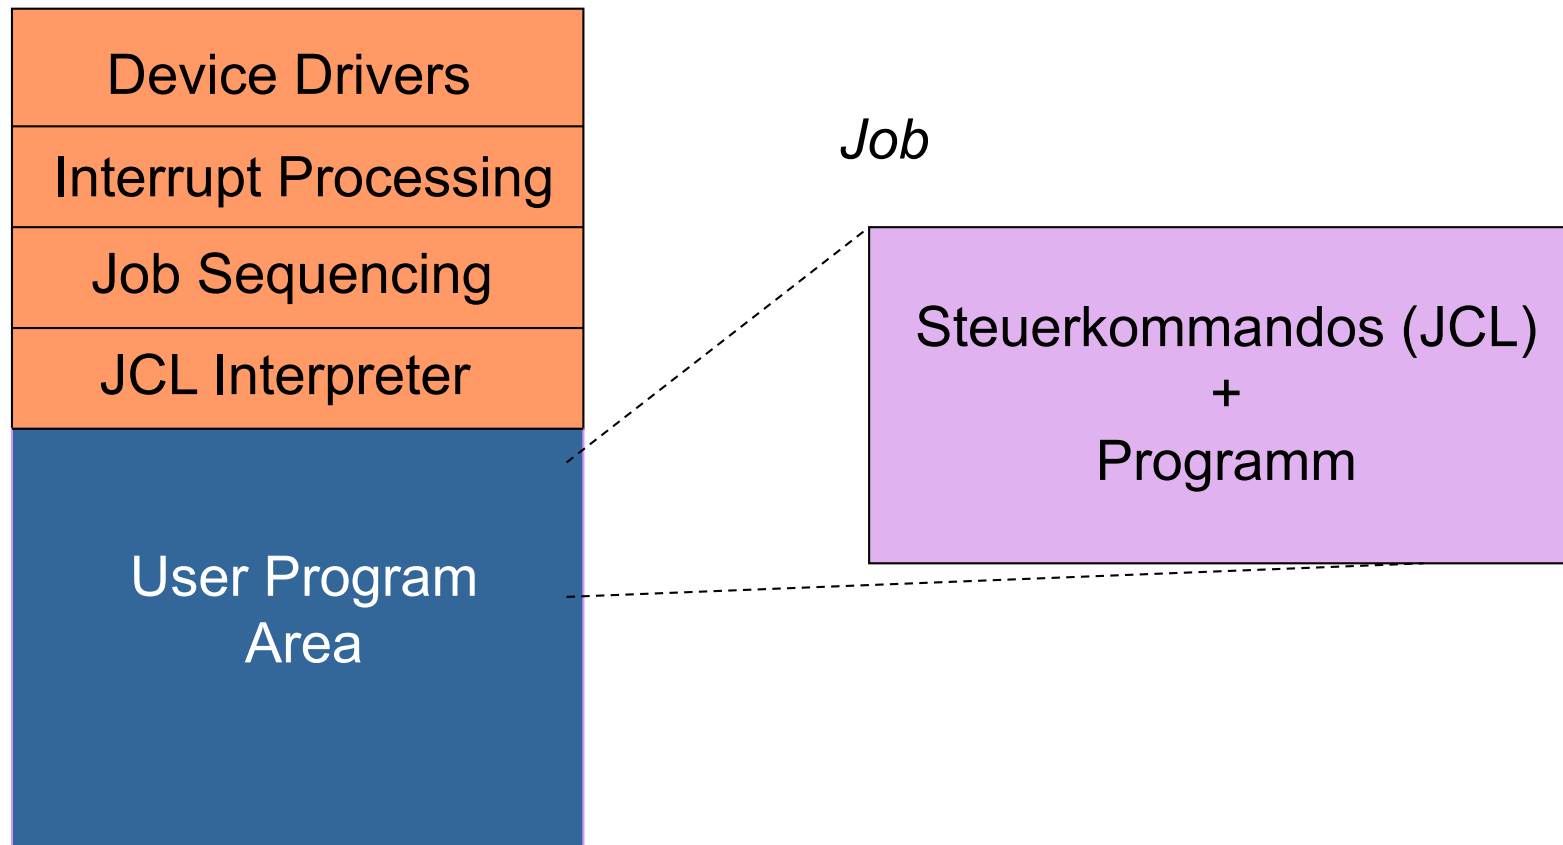 Device Drivers
Interrupt Processing
Job Sequencing
JCL Interpreter
User Program
Area
Job
Steuerkommandos (JCL)
+
Programm